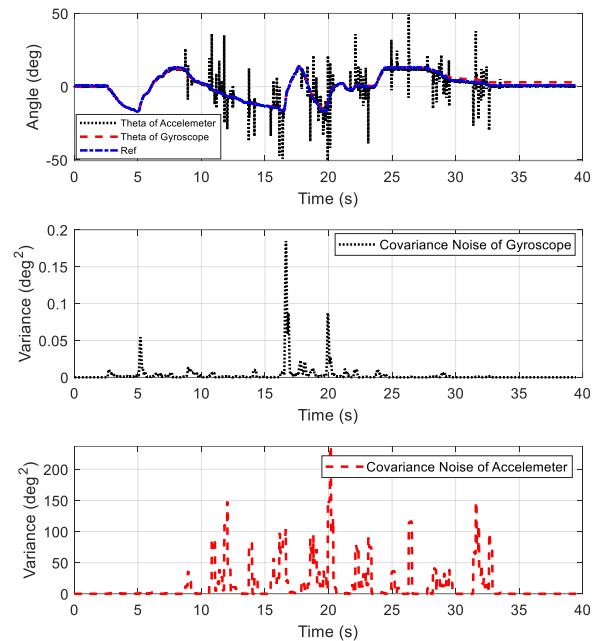 50
0
-50
Angle (deg)
Theta of Accelemeter
Theta of Gyroscope
Ref
0 5 10 15 20 25 30 35 40
Time (s)
0.2
0.15
0.1
0.05
0
Variance (deg²)
Covariance Noise of Gyroscope
0 5 10 15 20 25 30 35 40
Time (s)
200
150
100
50
0
Variance (deg²)
Covariance Noise of Accelemeter
0 5 10 15 20 25 30 35 40
Time (s)